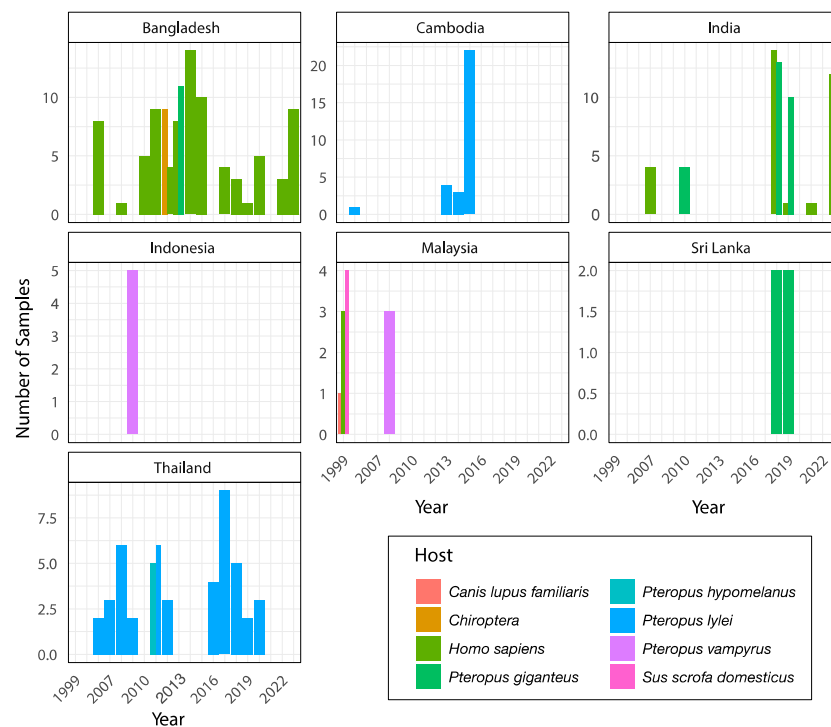 Bangladesh
Cambodia
India
10
5
0
20
15
10
5
0
10
5
0
Indonesia
Malaysia
Sri Lanka
Number of Samples
5
4
3
2
1
0
4
3
2
1
0
2.0
1.5
1.0
0.5
0.0
1999 2007 2010 2013 2016 2019 2022
Year
1999 2007 2010 2013 2016 2019 2022
Year
Thailand
7.5
5.0
2.5
0.0
1999 2007 2010 2013 2016 2019 2022
Year
Host
Canis lupus familiaris
Chiroptera
Homo sapiens
Pteropus giganteus
Pteropus hypomelanus
Pteropus lylei
Pteropus vampyrus
Sus scrofa domesticus